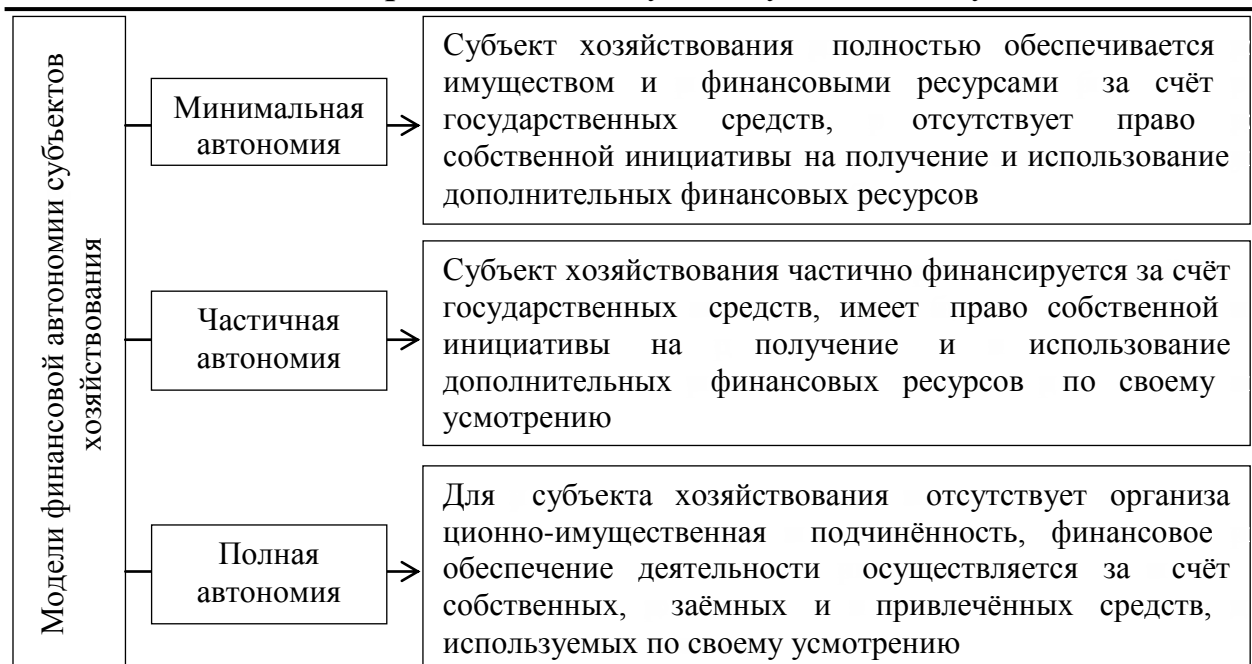 Модели финансовой автономии субъектов
хозяйствования
Минимальная
автономия
Субъект хозяйствования полностью обеспечивается
имуществом и финансовыми ресурсами за счёт
государственных средств, отсутствует право
собственной инициативы на получение и использование
дополнительных финансовых ресурсов
Частичная
автономия
Субъект хозяйствования частично финансируется за счёт
государственных средств, имеет право собственной
инициативы на получение и использование
дополнительных финансовых ресурсов по своему
усмотрению
Полная
автономия
Для субъекта хозяйствования отсутствует организа
ционно-имущественная подчинённость, финансовое
обеспечение деятельности осуществляется за счёт
собственных, заёмных и привлечённых средств,
используемых по своему усмотрению